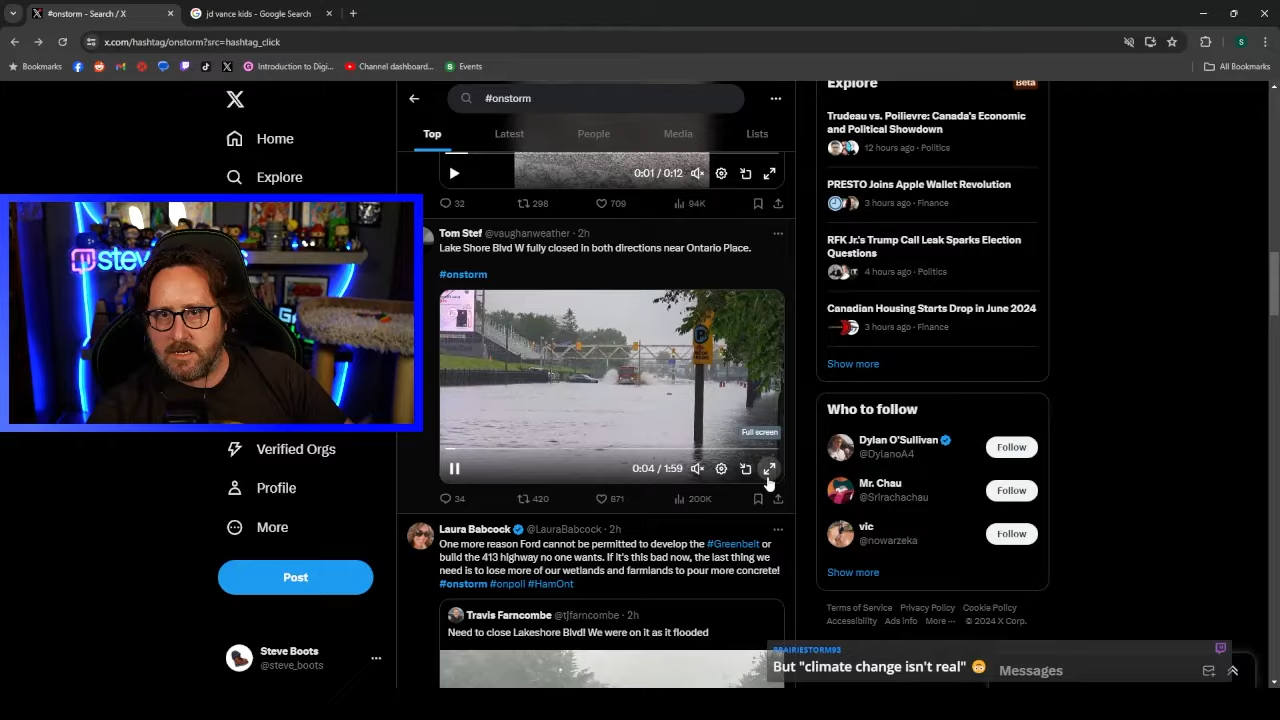 #onstorm - Search / X
jd vance kids - Google Search
x.com/hashtag/onstorm?src=hashtag_click
Bookmarks
Introduction to Digi...
Channel dashboard...
Events
All Bookmarks
Home
Explore
Verified Orgs
Profile
More
Post
Steve Boots
@steve_boots
#onstorm
Top
Latest
People
Media
Lists
0:01 / 0:12
32
298
709
94K
Tom Stef @vaughanweather · 2h
Lake Shore Blvd W fully closed in both directions near Ontario Place.
#onstorm
Full screen
0:04 / 1:59
34
420
871
200K
Laura Babcock @LauraBabcock · 2h
One more reason Ford cannot be permitted to develop the #Greenbelt or
build the 413 highway no one wants. If it's this bad now, the last thing we
need is to lose more of our wetlands and farmlands to pour more concrete!
#onstorm #onpoli #HamOnt
Travis Farncombe @tjfarncombe · 2h
Need to close Lakeshore Blvd! We were on it as it flooded
Explore
Beta
Trudeau vs. Poilievre: Canada's Economic
and Political Showdown
12 hours ago · Politics
PRESTO Joins Apple Wallet Revolution
3 hours ago · Finance
RFK Jr.'s Trump Call Leak Sparks Election
Questions
4 hours ago · Politics
Canadian Housing Starts Drop in June 2024
3 hours ago · Finance
Show more
Who to follow
Dylan O'Sullivan
@DylanoA4
Follow
Mr. Chau
@Srirachachau
Follow
vic
@nowarzeka
Follow
Show more
Terms of Service Privacy Policy Cookie Policy
Accessibility Ads info More ··· © 2024 X Corp.
PRAIRIESTORM93
But "climate change isn't real"
Messages